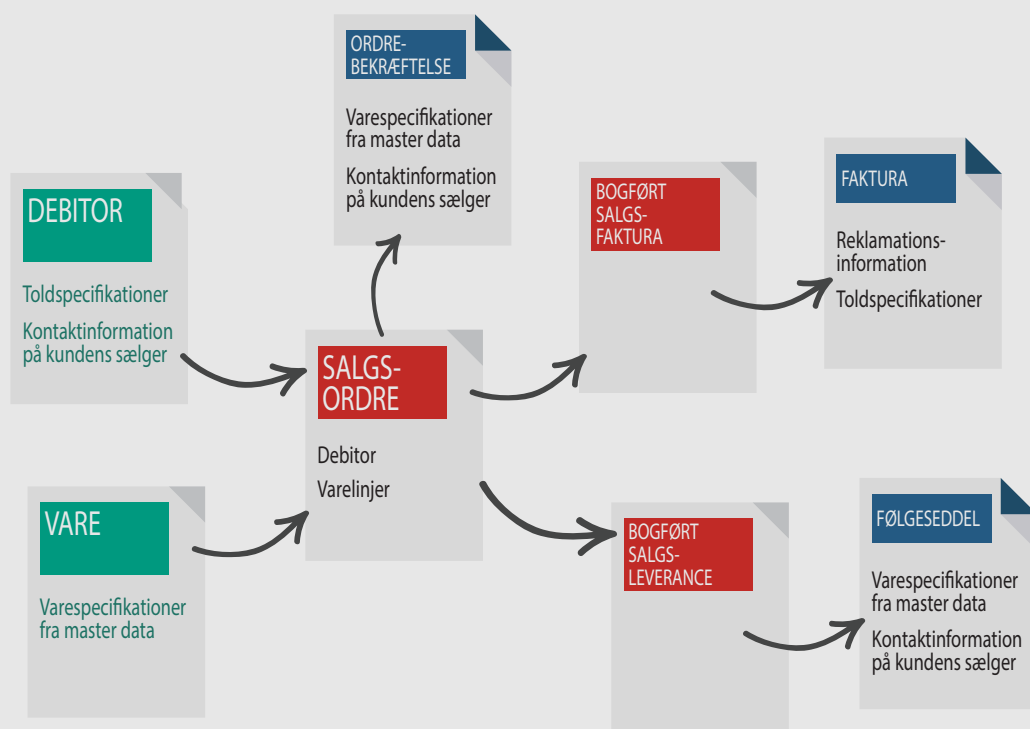 ORDRE-
BEKRÆFTELSE
Varespecifikationer
fra master data
Kontaktinformation
på kundens sælger
DEBITOR
Toldspecifikationer
Kontaktinformation
på kundens sælger
BOGFØRT
SALGS-
FAKTURA
FAKTURA
Reklamations-
information
Toldspecifikationer
SALGS-
ORDRE
Debitor
Varelinjer
VARE
Varespecifikationer
fra master data
BOGFØRT
SALGS-
LEVERANCE
FØLGESEDDEL
Varespecifikationer
fra master data
Kontaktinformation
på kundens sælger